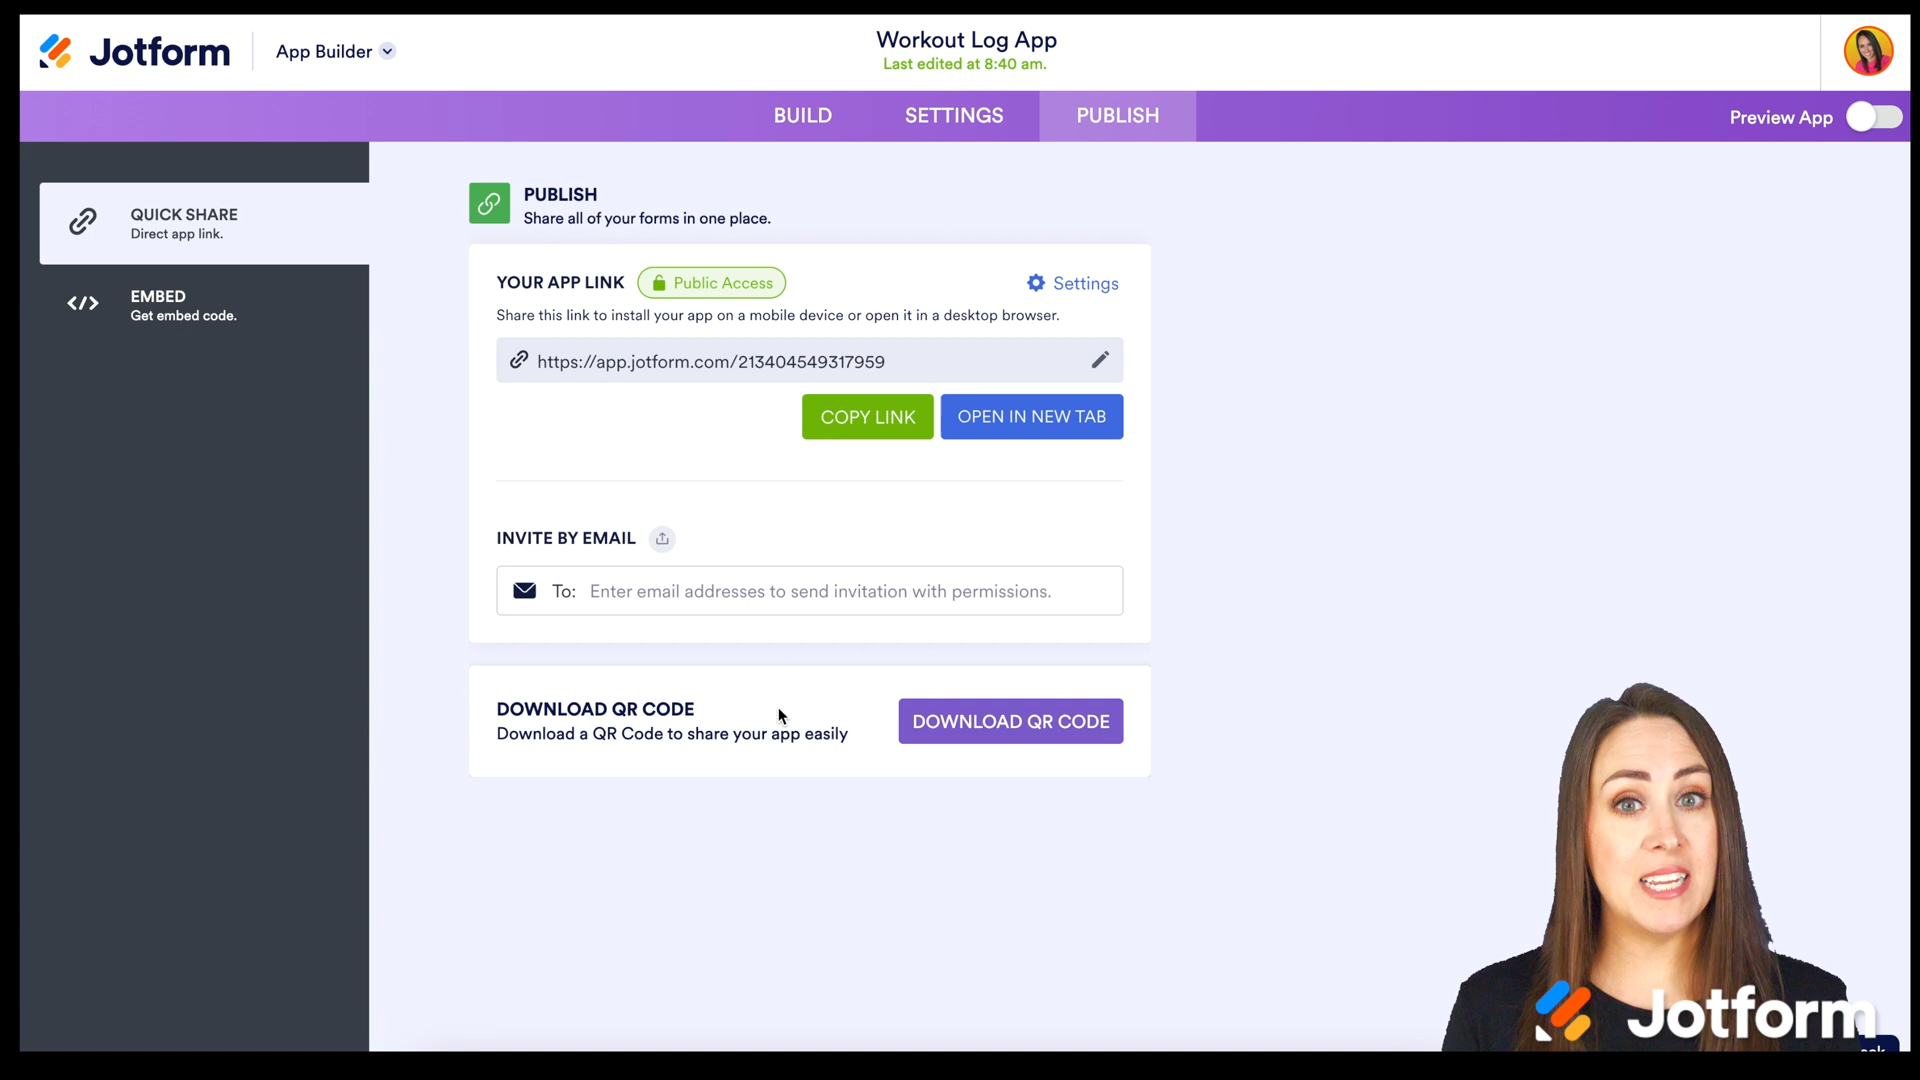 Jotform
App Builder
Workout Log App
Last edited at 8:40 am.
BUILD
SETTINGS
PUBLISH
Preview App
QUICK SHARE
Direct app link.
EMBED
Get embed code.
PUBLISH
Share all of your forms in one place.
YOUR APP LINK
Public Access
Settings
Share this link to install your app on a mobile device or open it in a desktop browser.
https://app.jotform.com/213404549317959
COPY LINK
OPEN IN NEW TAB
INVITE BY EMAIL
To: Enter email addresses to send invitation with permissions.
DOWNLOAD QR CODE
Download a QR Code to share your app easily
DOWNLOAD QR CODE
Jotform